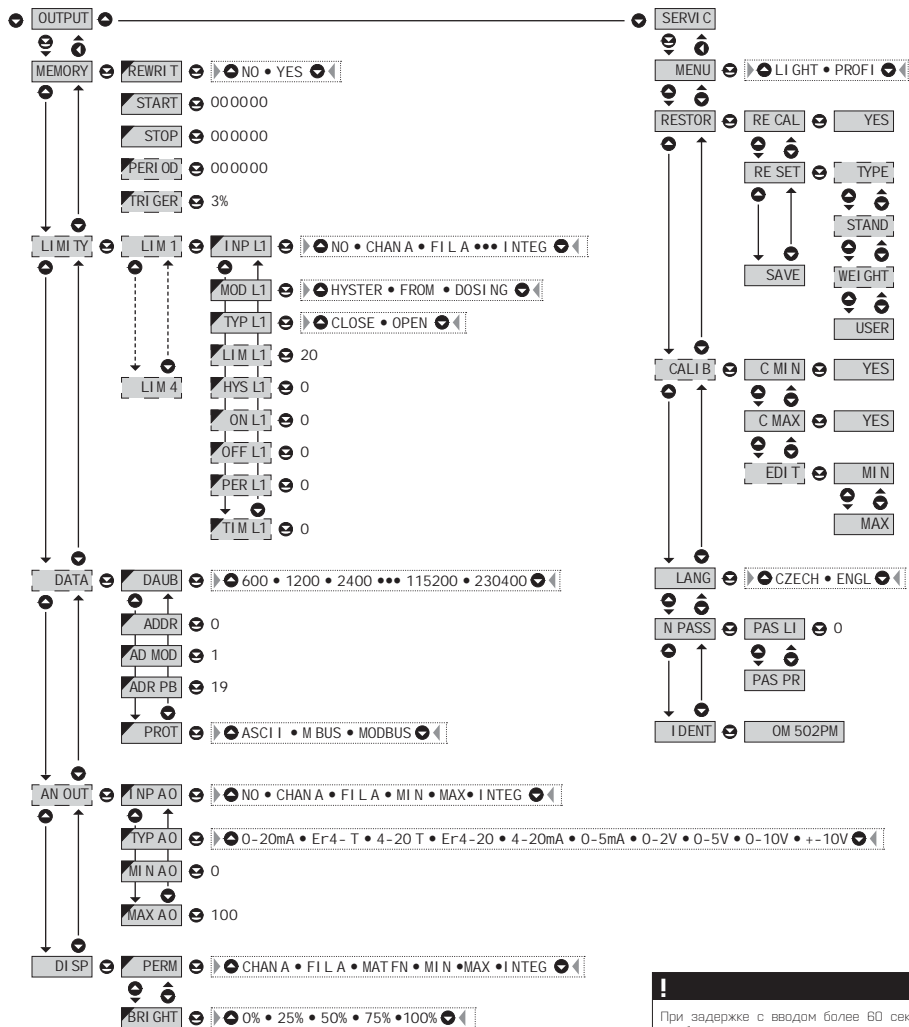 OUTPUT
MEMORY
REWRIT
NO • YES
START
000000
STOP
000000
PERIOD
000000
TRIGER
3%
LIMITY
LIM 1
INP L1
NO • CHAN A • FIL A ••• INTEG
MOD L1
HYSTER • FROM • DOSING
TYP L1
CLOSE • OPEN
LIM L1
20
LIM 4
HYS L1
0
ON L1
0
OFF L1
0
PER L1
0
TIM L1
0
DATA
DAUB
600 • 1200 • 2400 ••• 115200 • 230400
ADDR
0
AD MOD
1
ADR PB
19
PROT
ASCII • M BUS • MODBUS
AN OUT
INP AO
NO • CHAN A • FIL A • MIN • MAX • INTEG
TYP AO
0-20mA • Er4- T • 4-20 T • Er4-20 • 4-20mA • 0-5mA • 0-2V • 0-5V • 0-10V • +-10V
MIN AO
0
MAX AO
100
DISP
PERM
CHAN A • FIL A • MAT FN • MIN • MAX • INTEG
BRIGHT
0% • 25% • 50% • 75% • 100%
SERVIC
MENU
LIGHT • PROFI
RESTOR
RE CAL
YES
RE SET
TYPE
STAND
WEIGHT
SAVE
USER
CALIB
C MIN
YES
C MAX
YES
EDIT
MIN
MAX
LANG
CZECH • ENGL
N PASS
PAS LI
0
PAS PR
IDENT
OM 502PM
!
При задержке с вводом более 60 сек